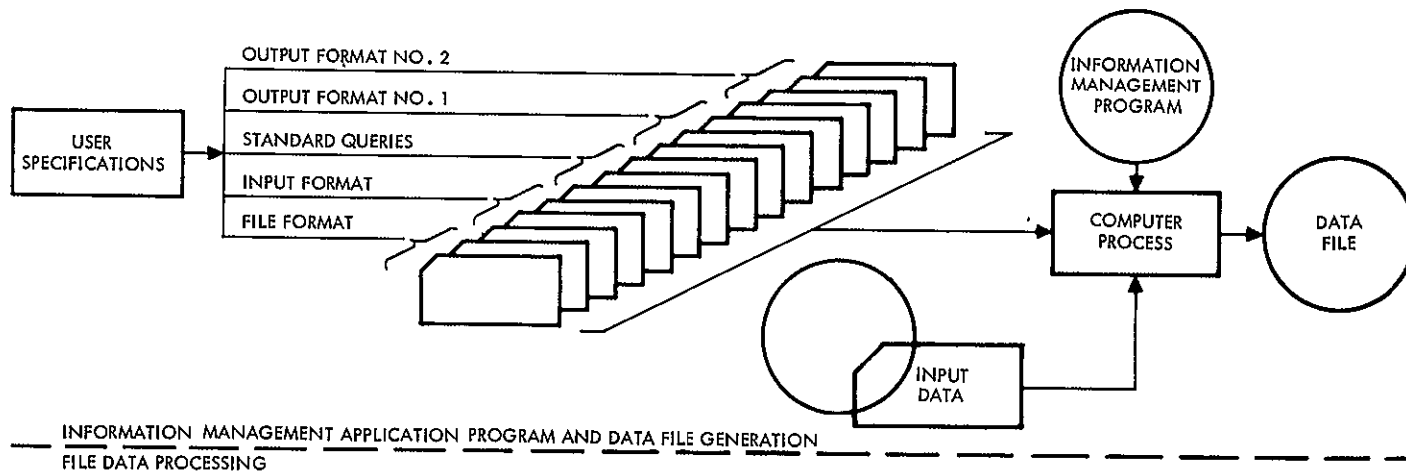 OUTPUT FORMAT NO. 2
OUTPUT FORMAT NO. 1
STANDARD QUERIES
INPUT FORMAT
FILE FORMAT
USER
SPECIFICATIONS
INFORMATION
MANAGEMENT
PROGRAM
COMPUTER
PROCESS
DATA
FILE
INPUT
DATA
INFORMATION MANAGEMENT APPLICATION PROGRAM AND DATA FILE GENERATION
FILE DATA PROCESSING